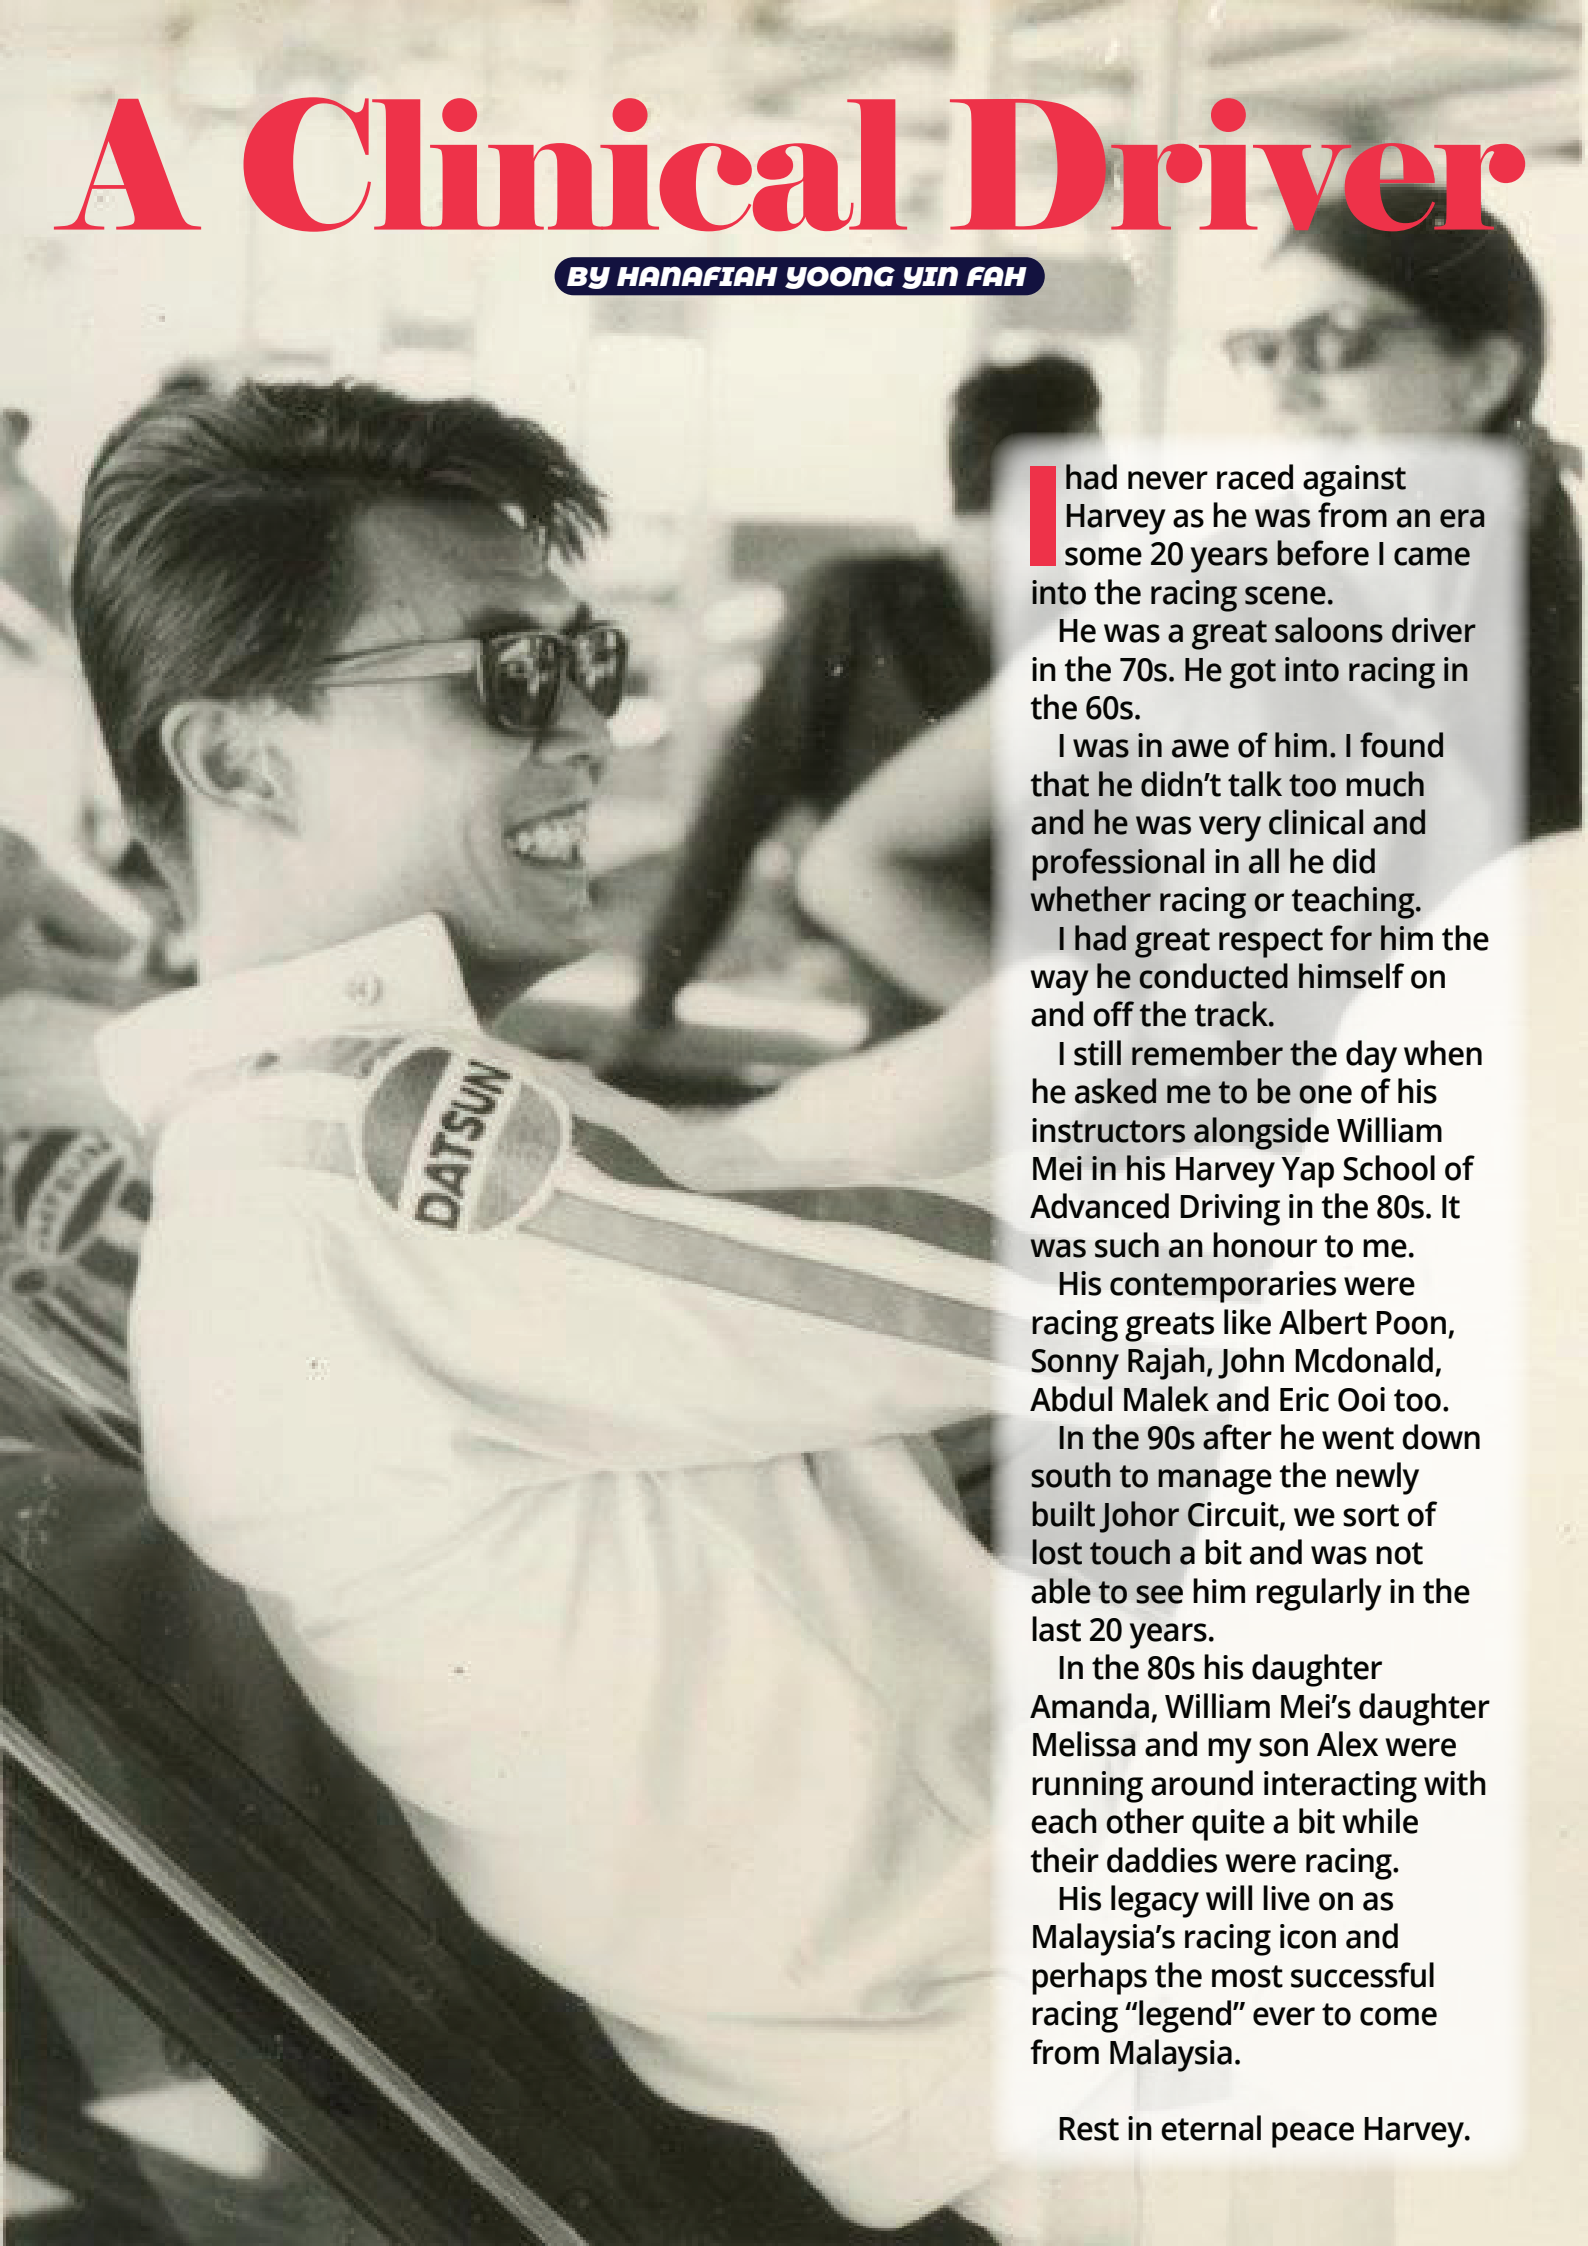 A Clinical Driver
BY HANAFIAH YOONG YIN FAH
I had never raced against
Harvey as he was from an era
some 20 years before I came
into the racing scene.
He was a great saloons driver
in the 70s. He got into racing in
the 60s.
I was in awe of him. I found
that he didn’t talk too much
and he was very clinical and
professional in all he did
whether racing or teaching.
I had great respect for him the
way he conducted himself on
and off the track.
I still remember the day when
he asked me to be one of his
instructors alongside William
Mei in his Harvey Yap School of
Advanced Driving in the 80s. It
was such an honour to me.
His contemporaries were
racing greats like Albert Poon,
Sonny Rajah, John Mcdonald,
Abdul Malek and Eric Ooi too.
In the 90s after he went down
south to manage the newly
built Johor Circuit, we sort of
lost touch a bit and was not
able to see him regularly in the
last 20 years.
In the 80s his daughter
Amanda, William Mei’s daughter
Melissa and my son Alex were
running around interacting with
each other quite a bit while
their daddies were racing.
His legacy will live on as
Malaysia’s racing icon and
perhaps the most successful
racing “legend” ever to come
from Malaysia.
Rest in eternal peace Harvey.
DATSUN